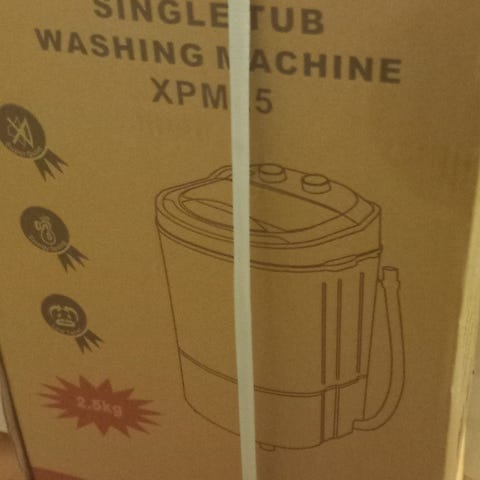 SINGLE TUB
WASHING MACHINE
XPM 5
2.5kg